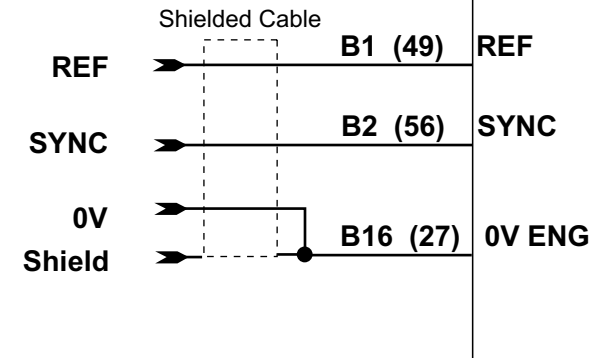 Shielded Cable
REF B1 (49) REF
SYNC B2 (56) SYNC
0V
B16 (27) 0V ENG
Shield